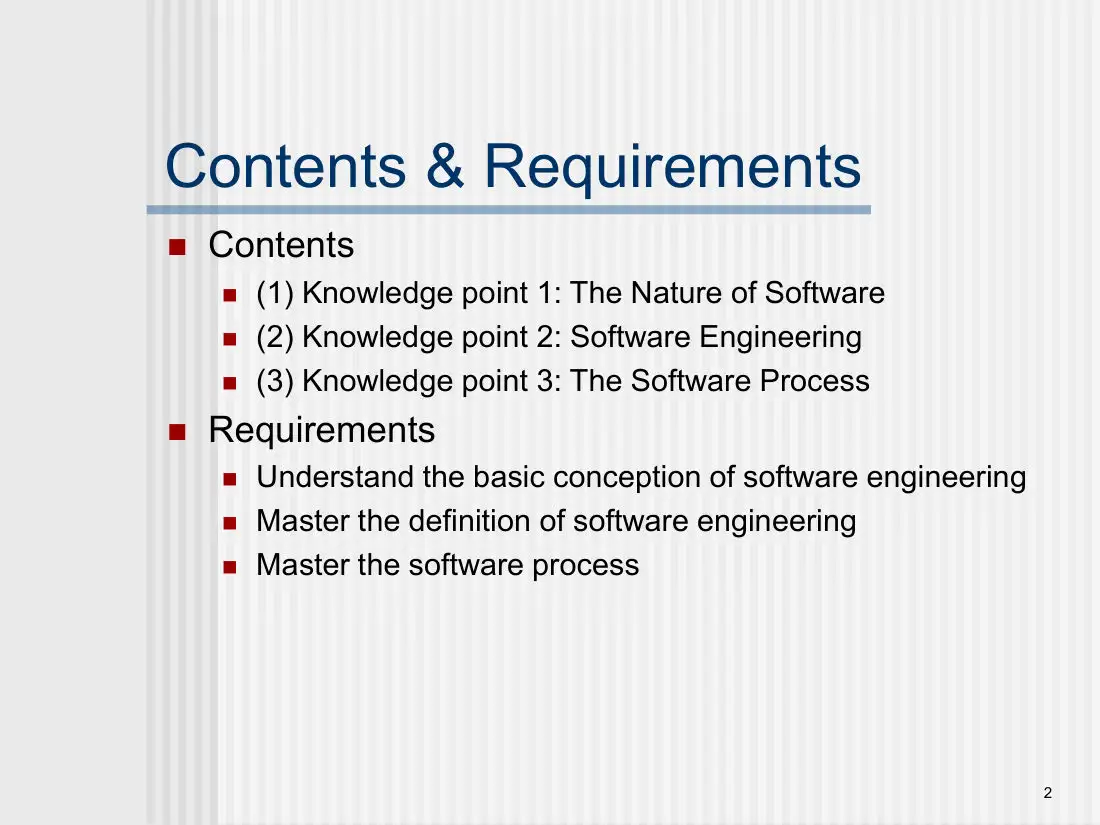 Contents & Requirements
Contents
(1) Knowledge point 1: The Nature of Software
(2) Knowledge point 2: Software Engineering
(3) Knowledge point 3: The Software Process
Requirements
Understand the basic conception of software engineering
Master the definition of software engineering
Master the software process
2